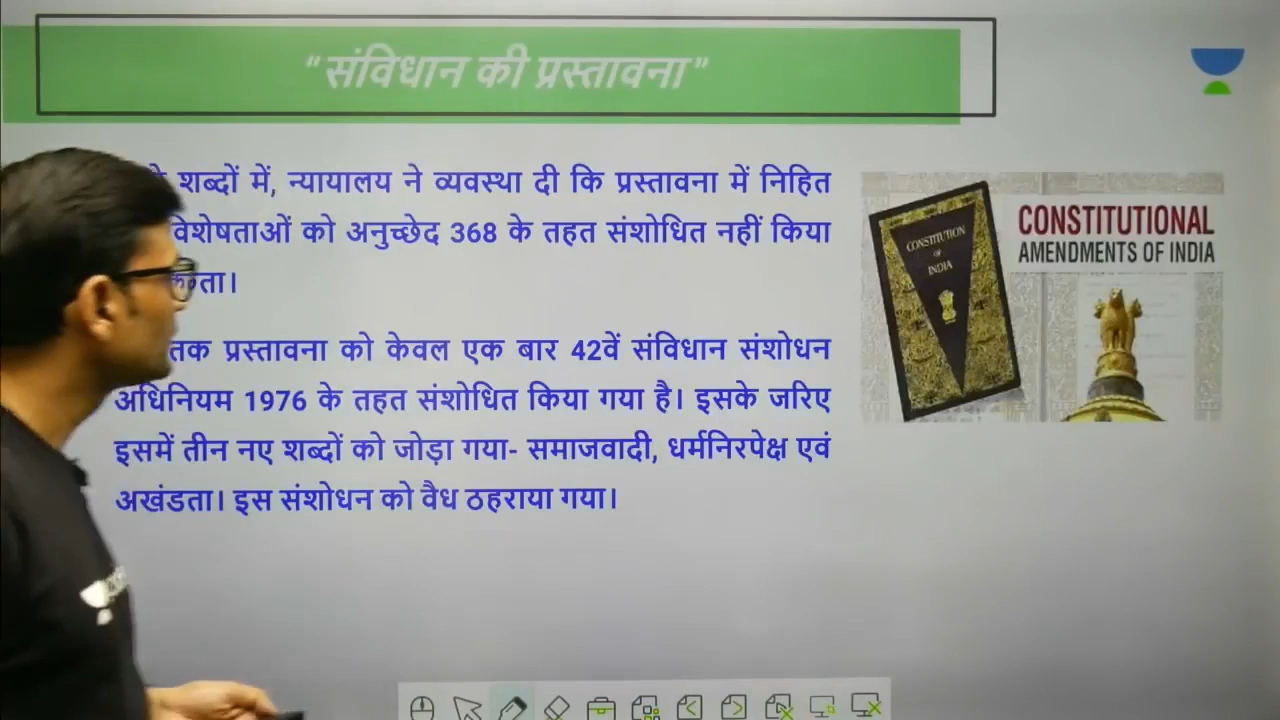 "संविधान की प्रस्तावना"
शब्दों में, न्यायालय ने व्यवस्था दी कि प्रस्तावना में निहित
विशेषताओं को अनुच्छेद 368 के तहत संशोधित नहीं किया
तक प्रस्तावना को केवल एक बार 42वें संविधान संशोधन
अधिनियम 1976 के तहत संशोधित किया गया है। इसके जरिए
इसमें तीन नए शब्दों को जोड़ा गया- समाजवादी, धर्मनिरपेक्ष एवं
अखंडता। इस संशोधन को वैध ठहराया गया।
CONSTITUTIONAL
AMENDMENTS OF INDIA
CONSTITUTION
OF
INDIA